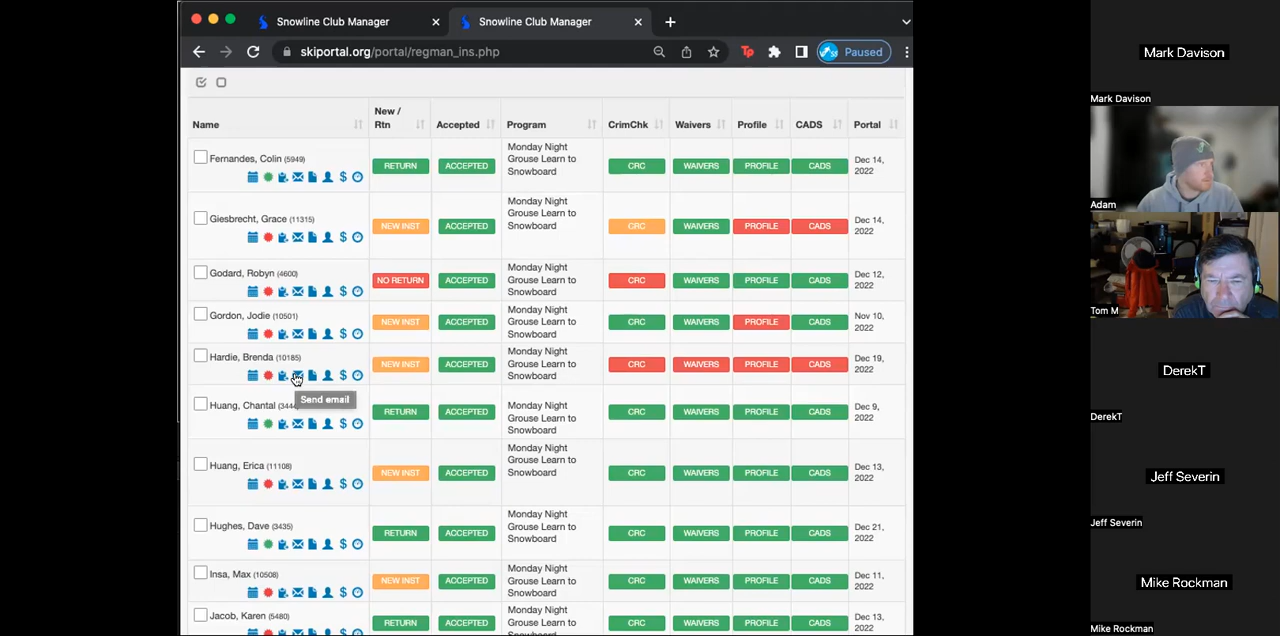 Snowline Club Manager
Snowline Club Manager
skiportal.org/portal/regman_ins.php
Tp
Paused
Name
New / Rtn
Accepted
Program
CrimChk
Waivers
Profile
CADS
Portal
Fernandes, Colin (5949)
RETURN
ACCEPTED
Monday Night
Grouse Learn to
Snowboard
CRC
WAIVERS
PROFILE
CADS
Dec 14,
2022
Giesbrecht, Grace (11315)
NEW INST
ACCEPTED
Monday Night
Grouse Learn to
Snowboard
CRC
WAIVERS
PROFILE
CADS
Dec 14,
2022
Godard, Robyn (4600)
NO RETURN
ACCEPTED
Monday Night
Grouse Learn to
Snowboard
CRC
WAIVERS
PROFILE
CADS
Dec 12,
2022
Gordon, Jodie (10501)
NEW INST
ACCEPTED
Monday Night
Grouse Learn to
Snowboard
CRC
WAIVERS
PROFILE
CADS
Nov 10,
2022
Hardie, Brenda (10185)
NEW INST
ACCEPTED
Monday Night
Grouse Learn to
Snowboard
CRC
WAIVERS
PROFILE
CADS
Dec 19,
2022
Send email
Huang, Chantal
RETURN
ACCEPTED
Monday Night
Grouse Learn to
Snowboard
CRC
WAIVERS
PROFILE
CADS
Dec 9,
2022
Huang, Erica (11108)
NEW INST
ACCEPTED
Monday Night
Grouse Learn to
Snowboard
CRC
WAIVERS
PROFILE
CADS
Dec 13,
2022
Hughes, Dave (3435)
RETURN
ACCEPTED
Monday Night
Grouse Learn to
Snowboard
CRC
WAIVERS
PROFILE
CADS
Dec 21,
2022
Insa, Max (10508)
NEW INST
ACCEPTED
Monday Night
Grouse Learn to
Snowboard
CRC
WAIVERS
PROFILE
CADS
Dec 11,
2022
Jacob, Karen (5480)
RETURN
ACCEPTED
Monday Night
Grouse Learn to
Snowboard
CRC
WAIVERS
PROFILE
CADS
Dec 13,
2022
Mark Davison
Mark Davison
Adam
Tom M
DerekT
DerekT
Jeff Severin
Jeff Severin
Mike Rockman
Mike Rockman